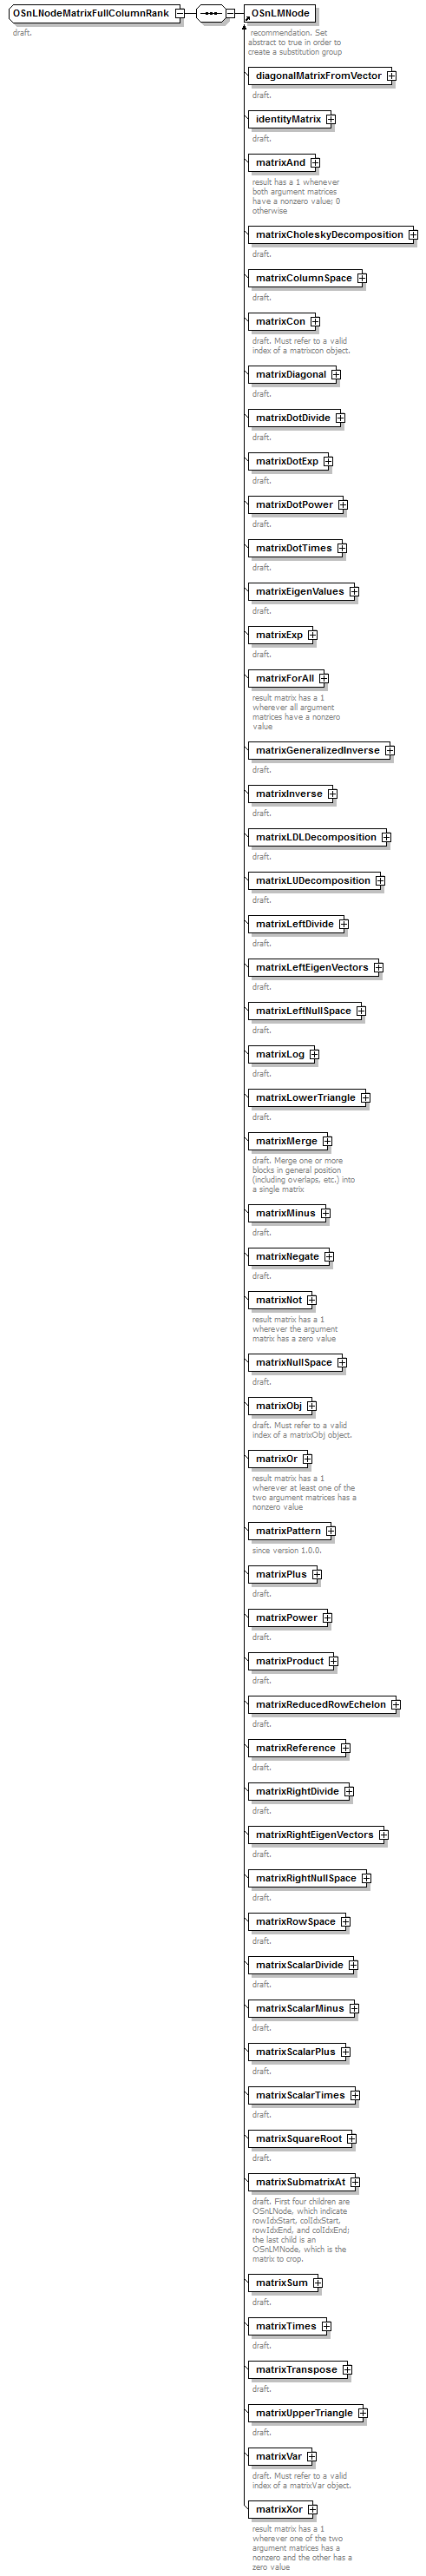 OSnLNodeMatrixFullColumnRank
draft.
OSnLMNode
recommendation. Set
abstract to true in order to
create a substitution group
diagonalMatrixFromVector
draft.
identityMatrix
draft.
matrixAnd
result has a 1 whenever
both argument matrices
have a nonzero value; 0
otherwise
matrixCholeskyDecomposition
draft.
matrixColumnSpace
draft.
matrixCon
draft. Must refer to a valid
index of a matrixcon object.
matrixDiagonal
draft.
matrixDotDivide
draft.
matrixDotExp
draft.
matrixDotPower
draft.
matrixDotTimes
draft.
matrixEigenValues
draft.
matrixExp
draft.
matrixForAll
result matrix has a 1
wherever all argument
matrices have a nonzero
value
matrixGeneralizedInverse
draft.
matrixInverse
draft.
matrixLDLDecomposition
draft.
matrixLUDecomposition
draft.
matrixLeftDivide
draft.
matrixLeftEigenVectors
draft.
matrixLeftNullSpace
draft.
matrixLog
draft.
matrixLowerTriangle
draft.
matrixMerge
draft. Merge one or more
blocks in general position
(including overlaps, etc.) into
a single matrix
matrixMinus
draft.
matrixNegate
draft.
matrixNot
result matrix has a 1
wherever the argument
matrix has a zero value
matrixNullSpace
draft.
matrixObj
draft. Must refer to a valid
index of a matrixObj object.
matrixOr
result matrix has a 1
wherever at least one of the
two argument matrices has a
nonzero value
matrixPattern
since version 1.0.0.
matrixPlus
draft.
matrixPower
draft.
matrixProduct
draft.
matrixReducedRowEchelon
draft.
matrixReference
draft.
matrixRightDivide
draft.
matrixRightEigenVectors
draft.
matrixRightNullSpace
draft.
matrixRowSpace
draft.
matrixScalarDivide
draft.
matrixScalarMinus
draft.
matrixScalarPlus
draft.
matrixScalarTimes
draft.
matrixSquareRoot
draft.
matrixSubmatrixAt
draft. First four children are
OSnLNode, which indicate
rowIdxStart, colIdxStart,
rowIdxEnd, and colIdxEnd;
the last child is an
OSnLMNode, which is the
matrix to crop.
matrixSum
draft.
matrixTimes
draft.
matrixTranspose
draft.
matrixUpperTriangle
draft.
matrixVar
draft. Must refer to a valid
index of a matrixVar object.
matrixXor
result matrix has a 1
wherever one of the two
argument matrices has a
nonzero and the other has a
zero value